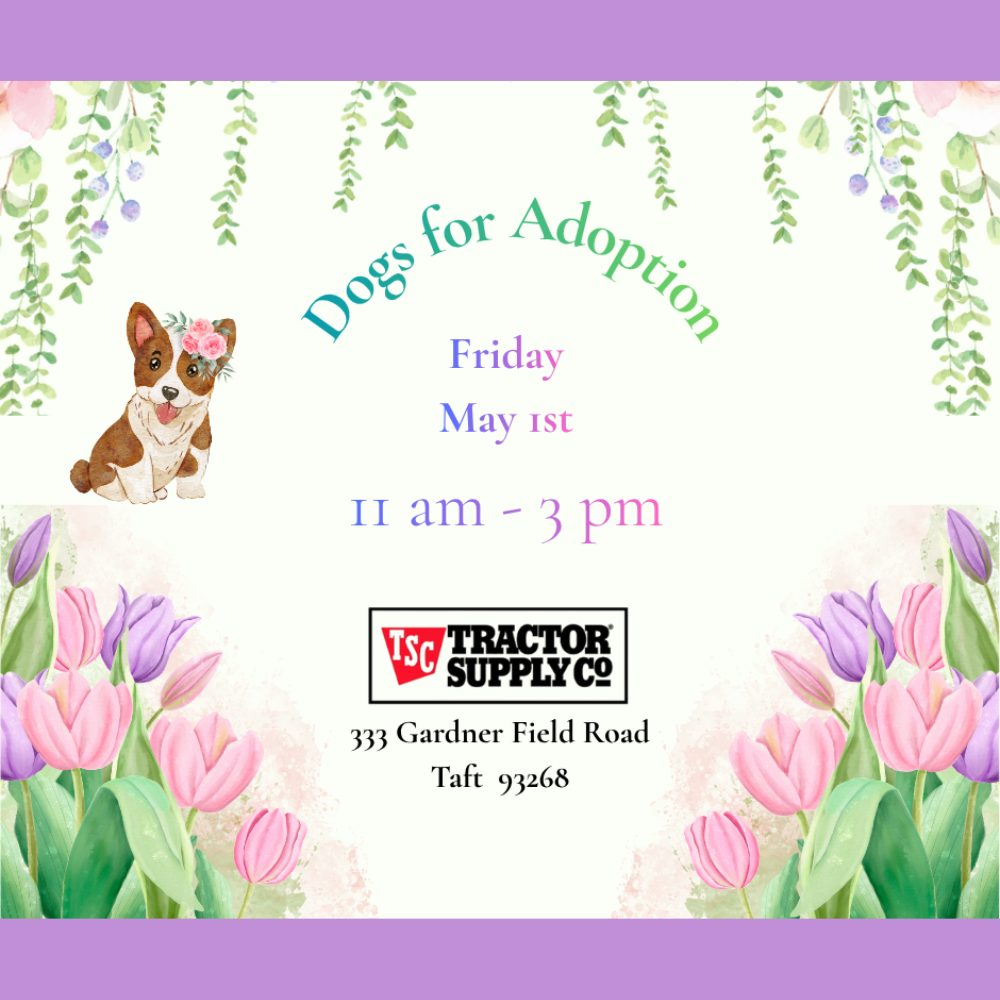 Dogs for Adoption
Friday
May 1st
11 am - 3 pm
TSC TRACTOR
SUPPLY CO
333 Gardner Field Road
Taft 93268